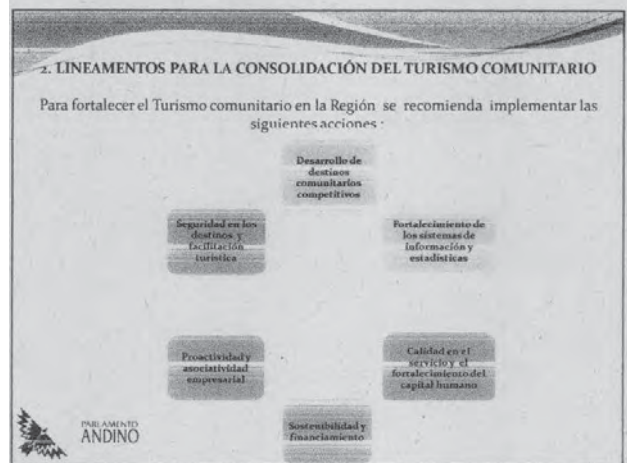 2. LINEAMENTOS PARA LA CONSOLIDACIÓN DEL TURISMO COMUNITARIO
Para fortalecer el Turismo comunitario en la Región se recomienda implementar las
siguientes acciones :
Desarrollo de
destinos
comunitarios
competitivos
Fortalecimiento de
los sistemas de
información y
estadísticas
Calidad en el
servicio y el
fortalecimiento del
capital humano
Sostenibilidad y
financiamiento
Proactividad y
asociatividad
empresarial
Seguridad en los
destinos y
facilitación
turística
PARLAMENTO
ANDINO